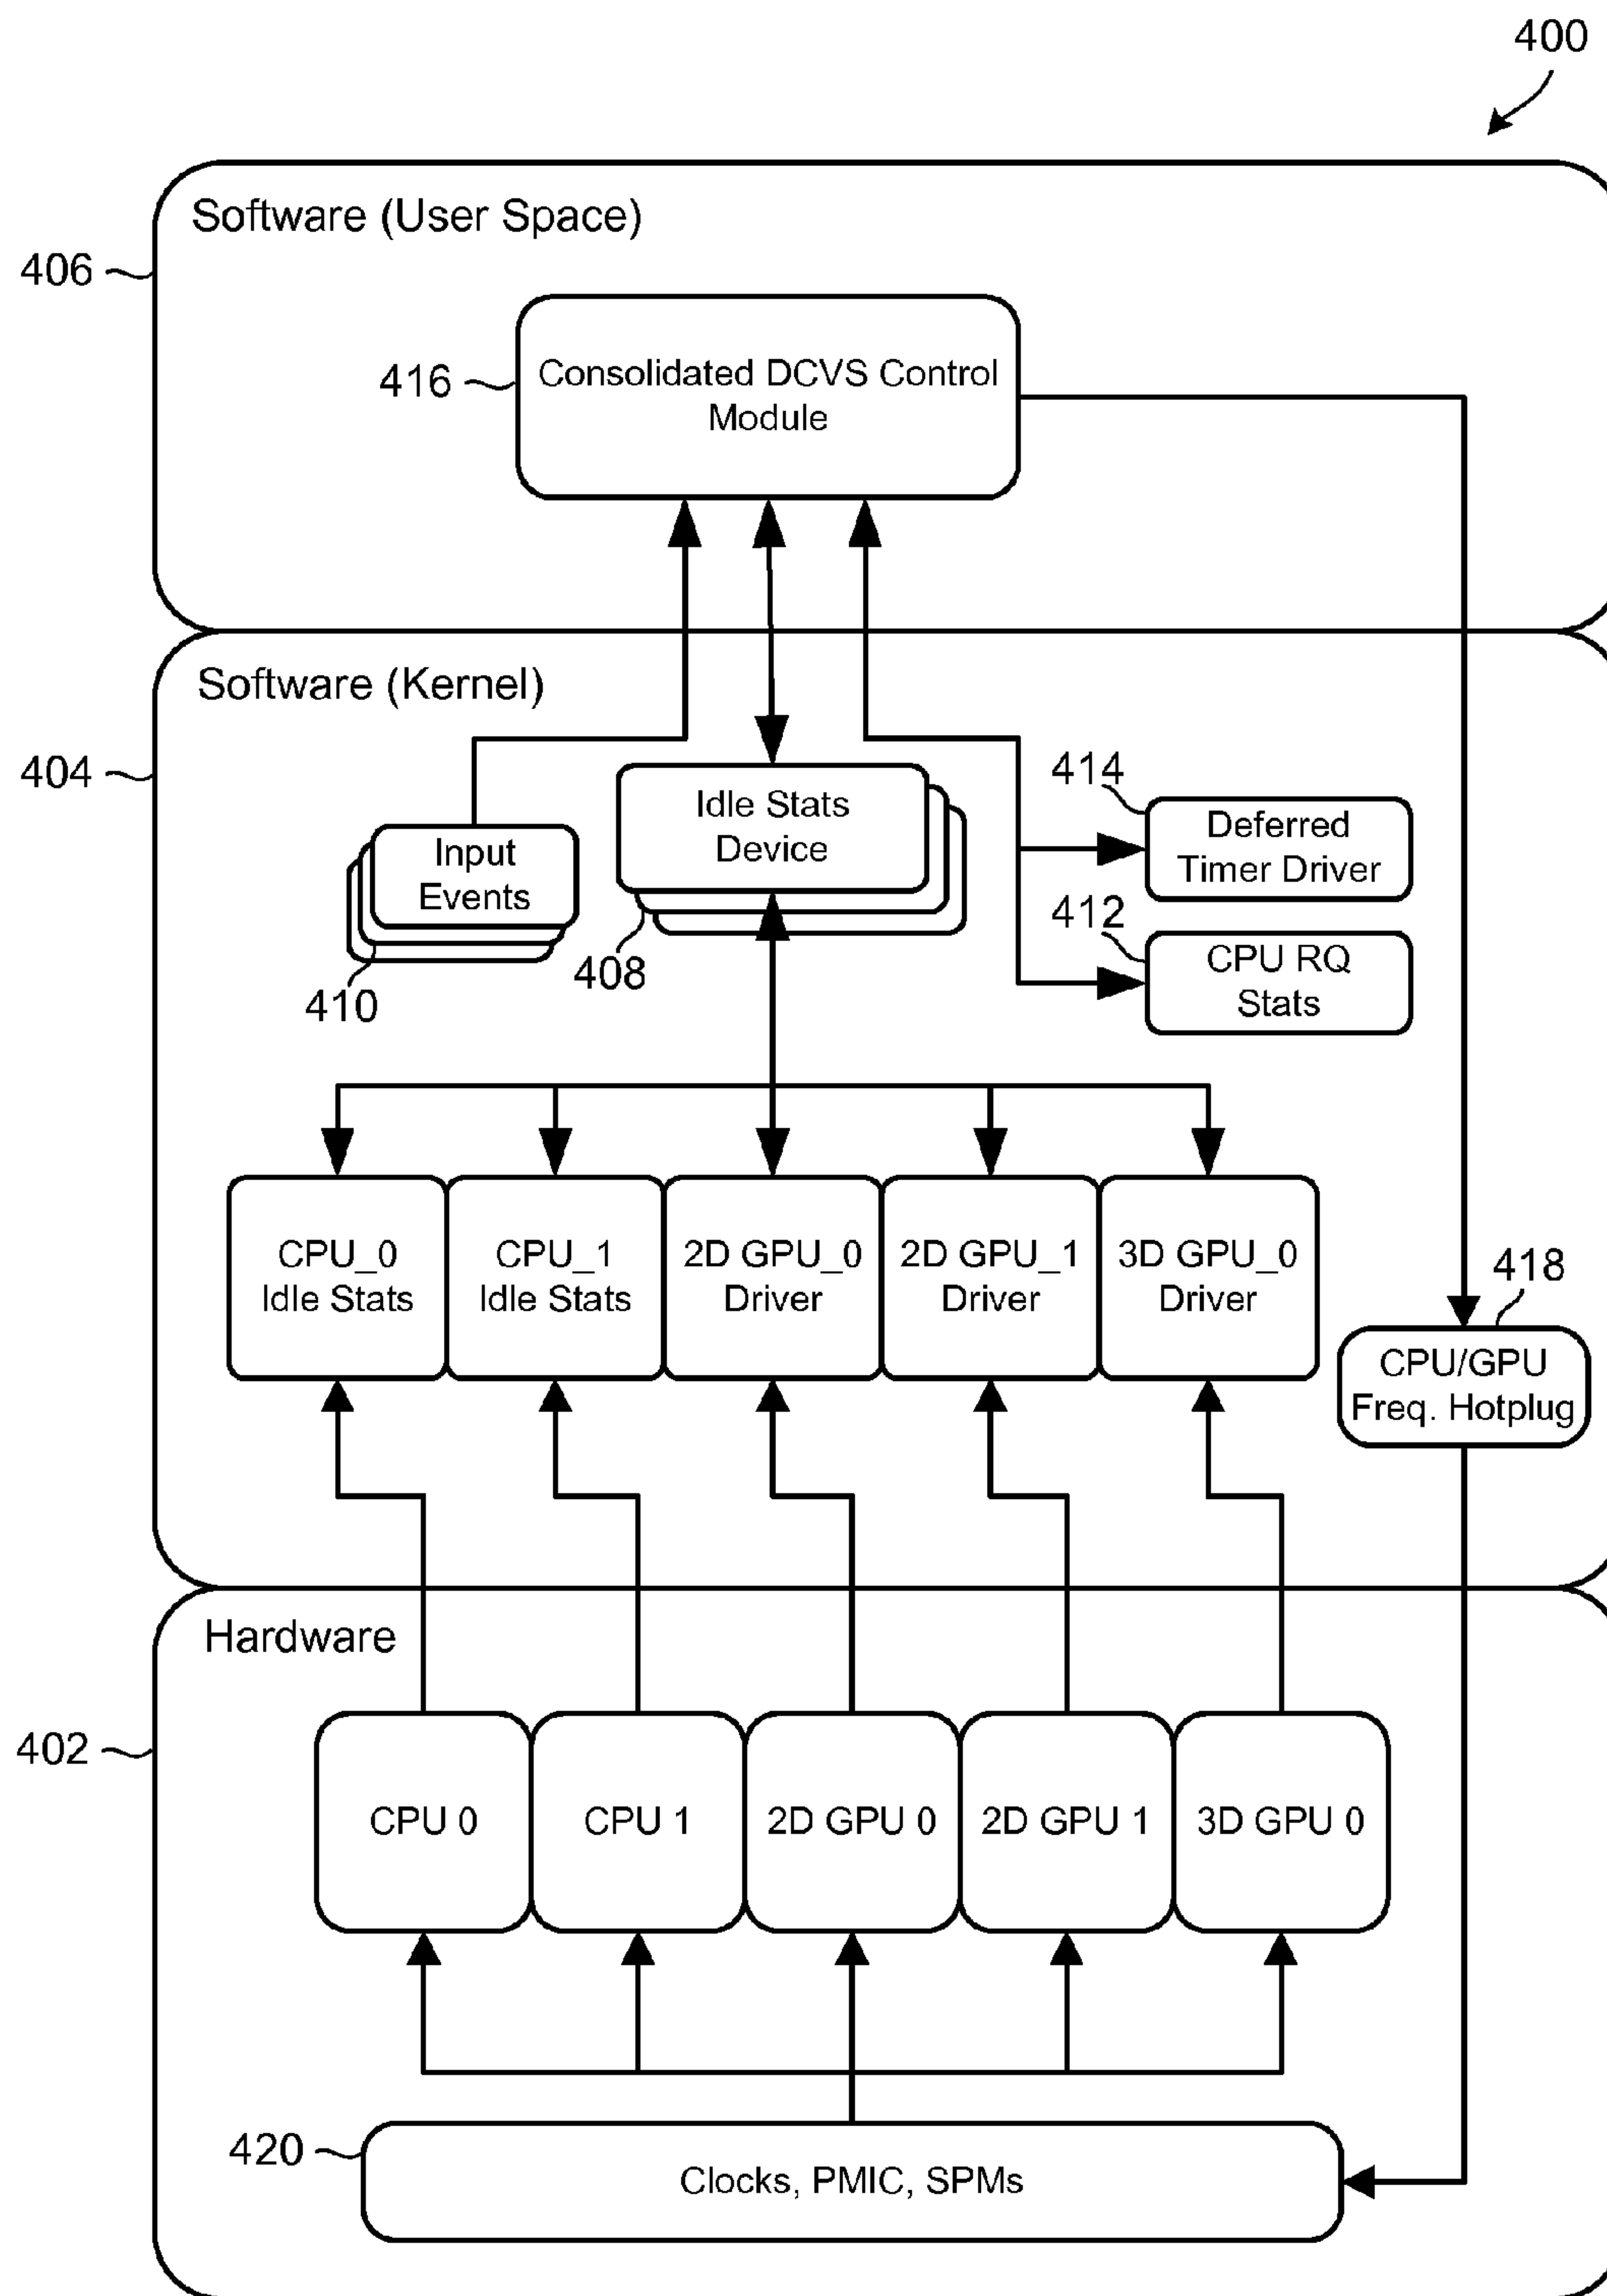 400
Software (User Space)
406
416
Consolidated DCVS Control
Module
Software (Kernel)
404
414
Deferred
Timer Driver
Idle Stats
Device
Input
Events
412
CPU RQ
Stats
408
410
CPU_0
Idle Stats
CPU_1
Idle Stats
2D GPU_0
Driver
2D GPU_1
Driver
3D GPU_0
Driver
418
CPU/GPU
Freq. Hotplug
Hardware
402
CPU 0
CPU 1
2D GPU 0
2D GPU 1
3D GPU 0
420
Clocks, PMIC, SPMs